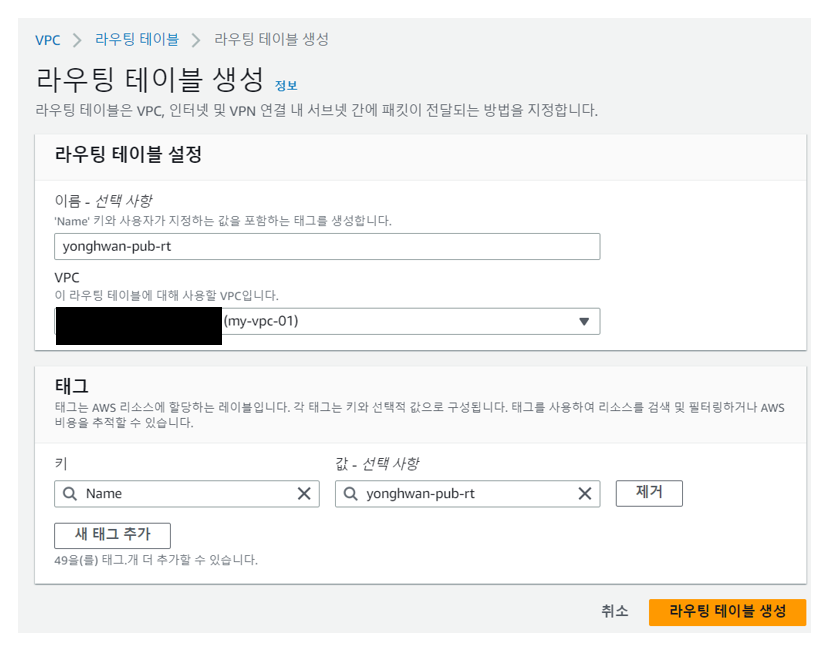 VPC > 라우팅 테이블 > 라우팅 테이블 생성
라우팅 테이블 생성 정보
라우팅 테이블은 VPC, 인터넷 및 VPN 연결 내 서브넷 간에 패킷이 전달되는 방법을 지정합니다.
라우팅 테이블 설정
이름 - 선택 사항
'Name' 키와 사용자가 지정하는 값을 포함하는 태그를 생성합니다.
yonghwan-pub-rt
VPC
이 라우팅 테이블에 대해 사용할 VPC입니다.
(my-vpc-01)
태그
태그는 AWS 리소스에 할당하는 레이블입니다. 각 태그는 키와 선택적 값으로 구성됩니다. 태그를 사용하여 리소스를 검색 및 필터링하거나 AWS
비용을 추적할 수 있습니다.
키 값 - 선택 사항
Name yonghwan-pub-rt 제거
새 태그 추가
49을(를) 태그.개 더 추가할 수 있습니다.
취소 라우팅 테이블 생성